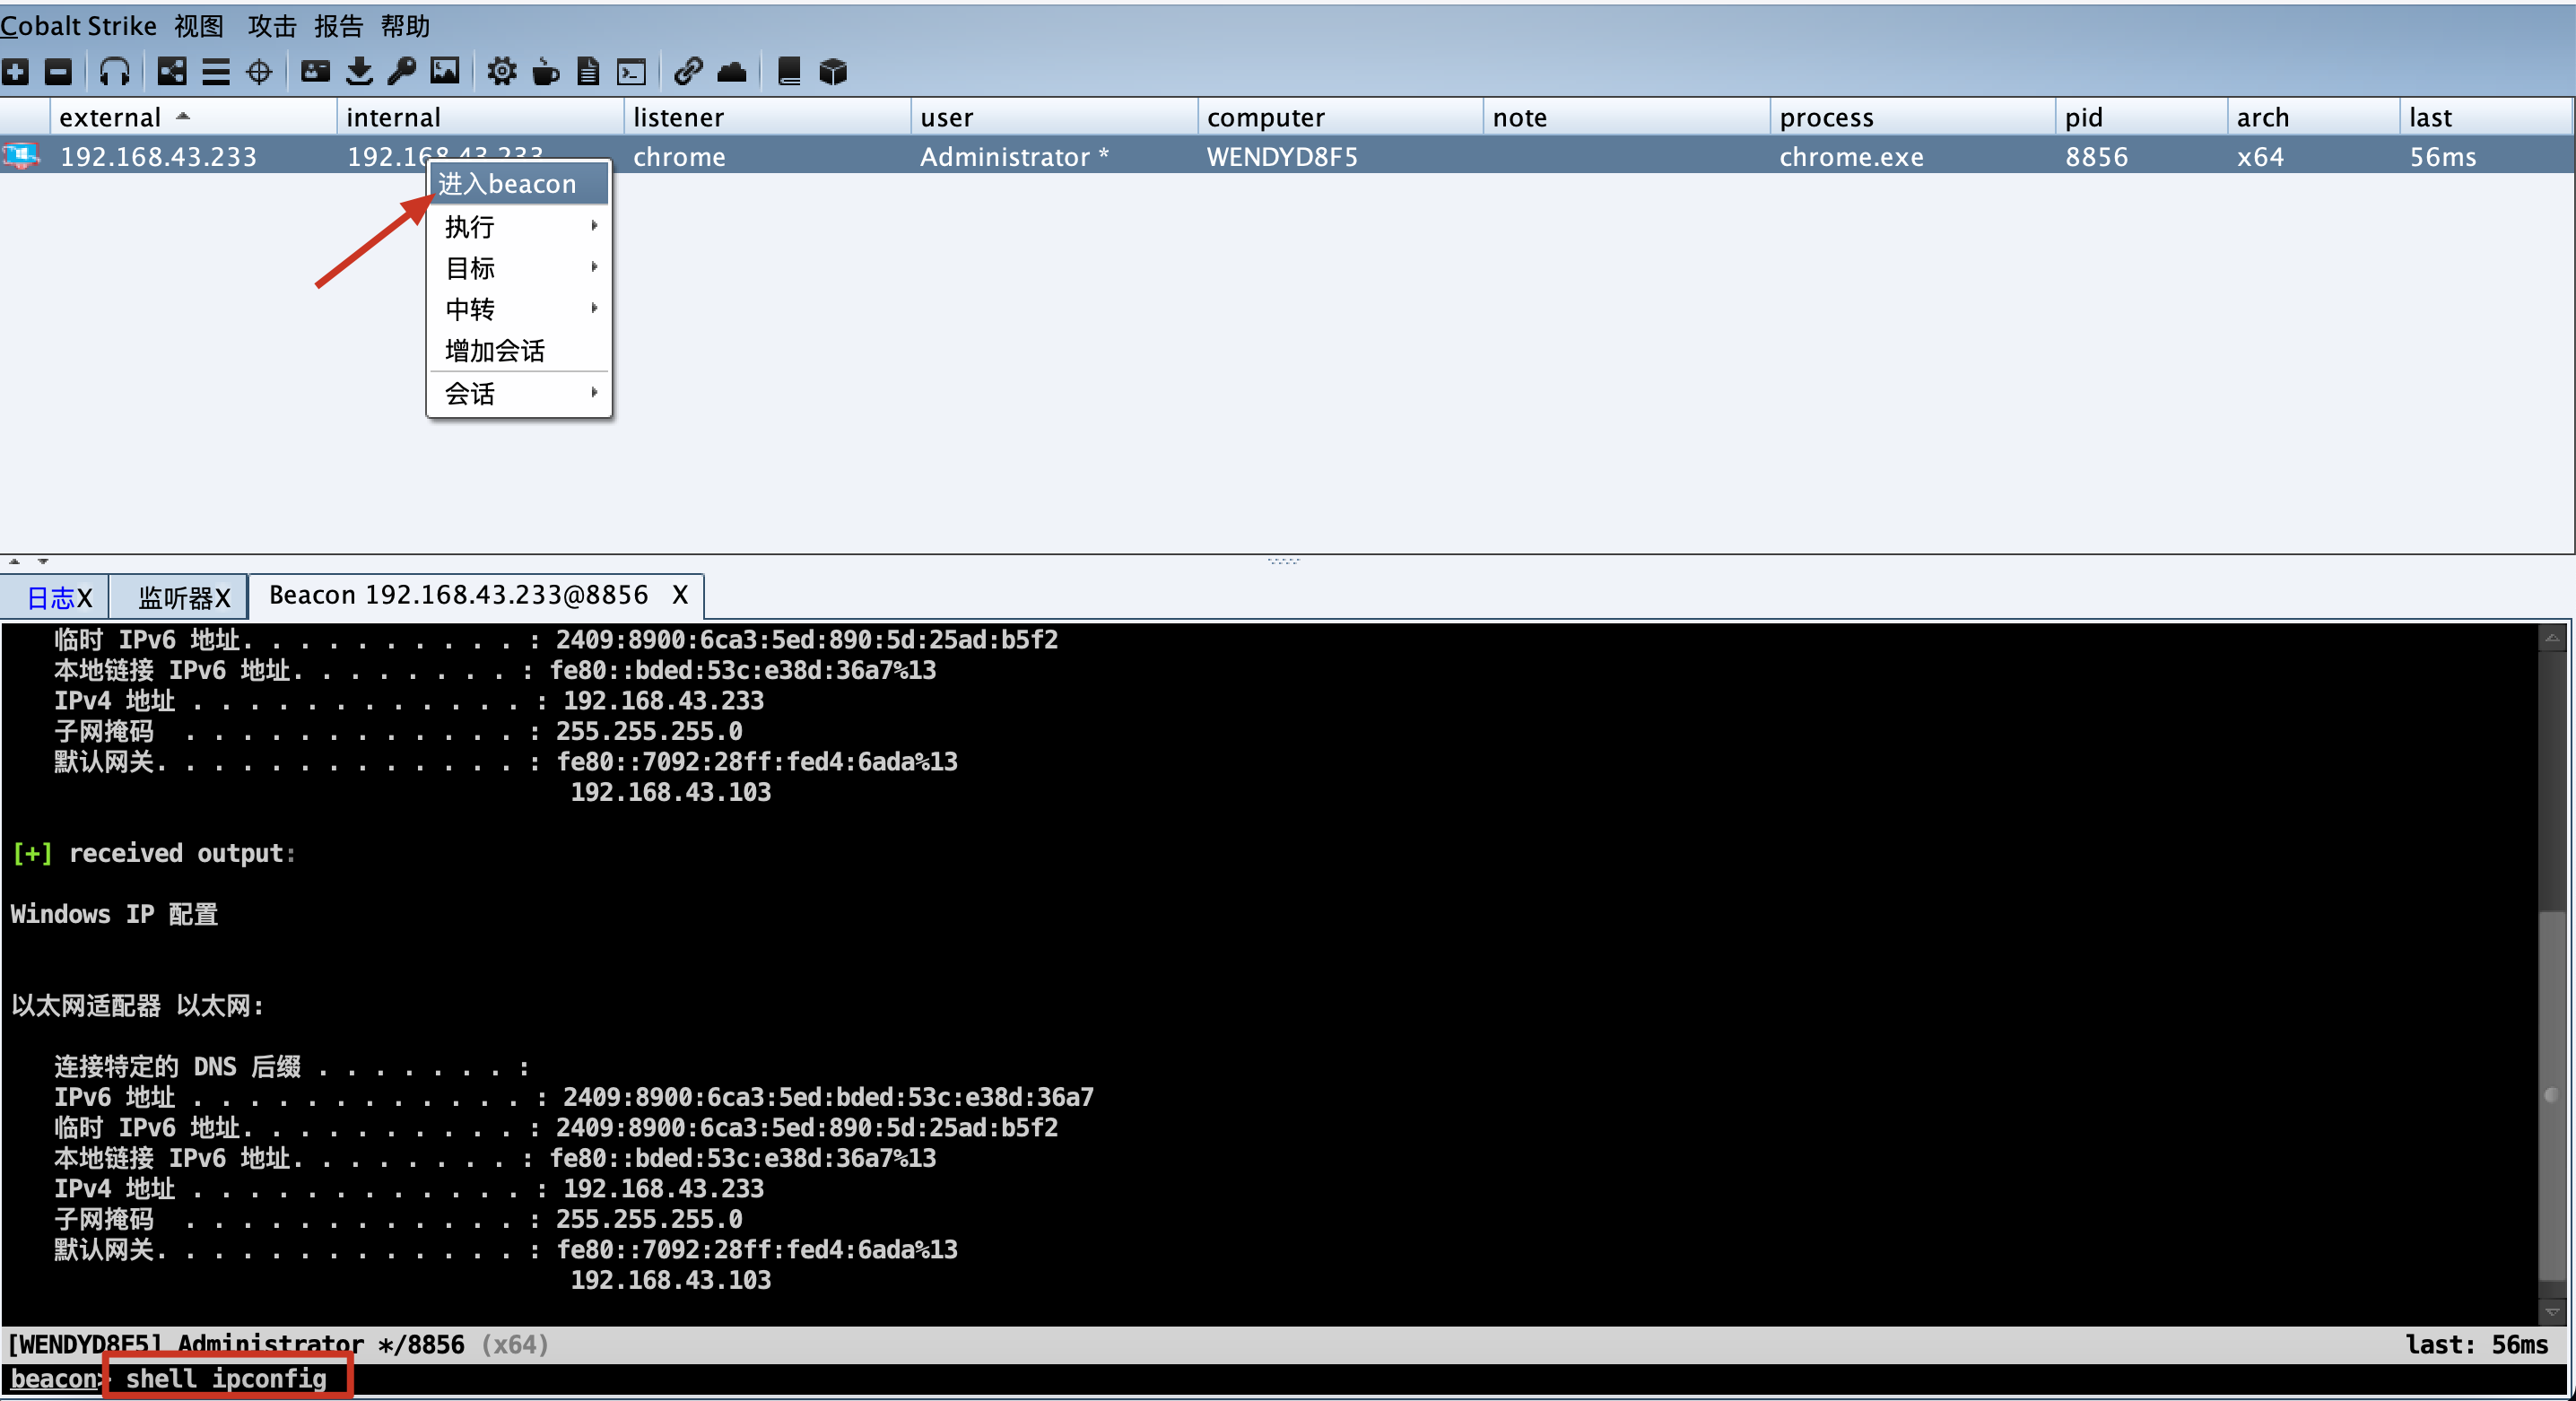 Cobalt Strike 视图 攻击 报告 帮助
external internal listener user computer note process pid arch last
192.168.43.233 192.168.43.233 chrome Administrator * WENDYD8F5 chrome.exe 8856 x64 56ms
进入beacon
执行
目标
中转
增加会话
会话
日志X 监听器X Beacon 192.168.43.233@8856 X
临时 IPv6 地址. . . . . . . . . . . : 2409:8900:6ca3:5ed:890:5d:25ad:b5f2
本地链接 IPv6 地址. . . . . . . . . : fe80::bded:53c:e38d:36a7%13
IPv4 地址 . . . . . . . . . . . . . : 192.168.43.233
子网掩码  . . . . . . . . . . . . . : 255.255.255.0
默认网关. . . . . . . . . . . . . . : fe80::7092:28ff:fed4:6ada%13
192.168.43.103
[+] received output:
Windows IP 配置
以太网适配器 以太网:
连接特定的 DNS 后缀 . . . . . . . :
IPv6 地址 . . . . . . . . . . . . . : 2409:8900:6ca3:5ed:bded:53c:e38d:36a7
临时 IPv6 地址. . . . . . . . . . . : 2409:8900:6ca3:5ed:890:5d:25ad:b5f2
本地链接 IPv6 地址. . . . . . . . . : fe80::bded:53c:e38d:36a7%13
IPv4 地址 . . . . . . . . . . . . . : 192.168.43.233
子网掩码  . . . . . . . . . . . . . : 255.255.255.0
默认网关. . . . . . . . . . . . . . : fe80::7092:28ff:fed4:6ada%13
192.168.43.103
[WENDYD8F5] Administrator */8856 (x64) last: 56ms
beacon> shell ipconfig